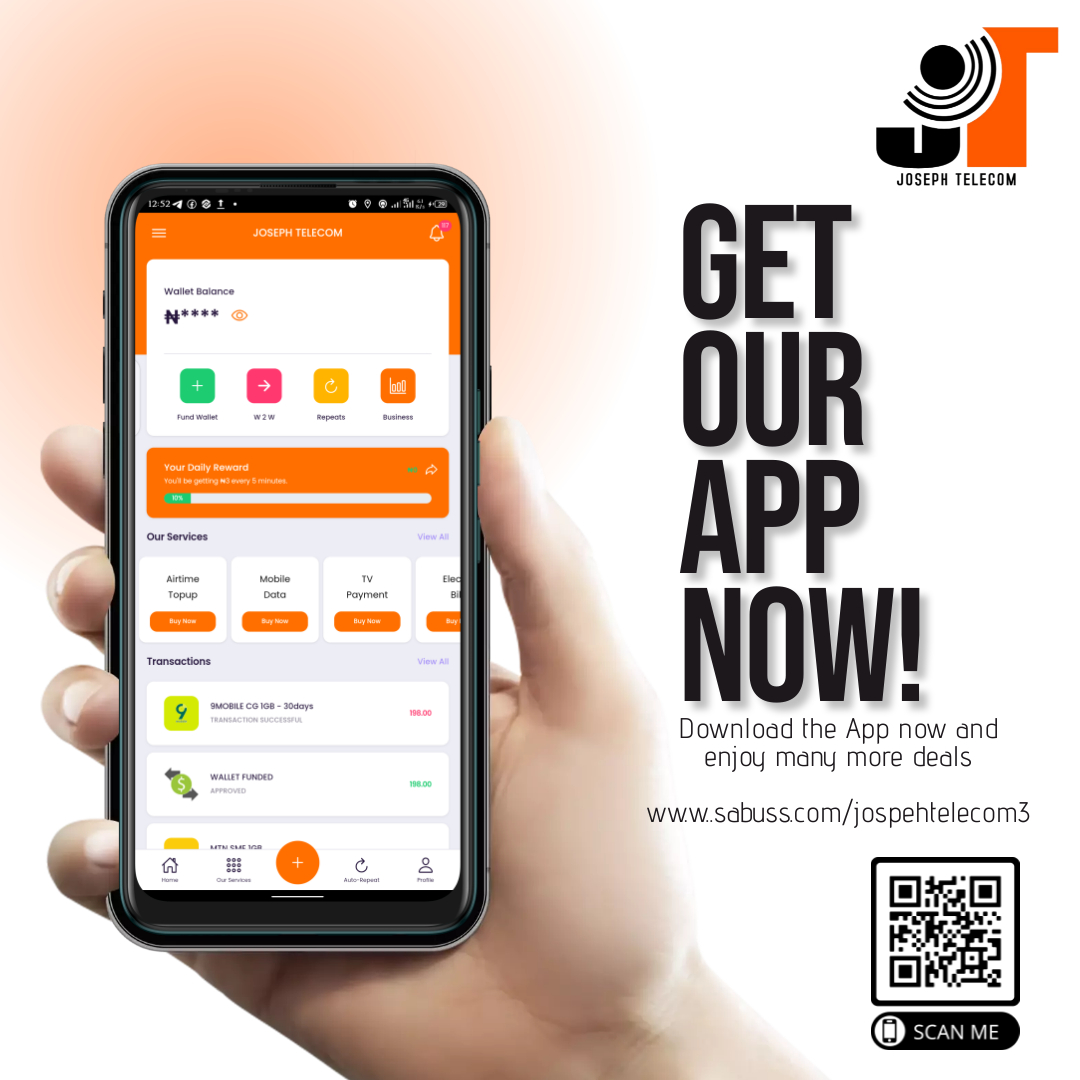 JOSEPH TELECOM
GET
OUR
APP
NOW!
Download the App now and
enjoy many more deals
www.sabuss.com/jospehtelecom3
SCAN ME
12:52
JOSEPH TELECOM
97
Wallet Balance
₦****
Fund Wallet
W 2 W
Repeats
Business
Your Daily Reward
You'll be getting ₦3 every 5 minutes.
10%
Our Services
View All
Airtime
Topup
Buy Now
Mobile
Data
Buy Now
TV
Payment
Buy Now
Elec
Bil
Buy
Transactions
View All
9MOBILE CG 1GB - 30days
TRANSACTION SUCCESSFUL
198.00
WALLET FUNDED
APPROVED
198.00
MTN SME 1GB
Home
Our Services
Auto-Repeat
Profile